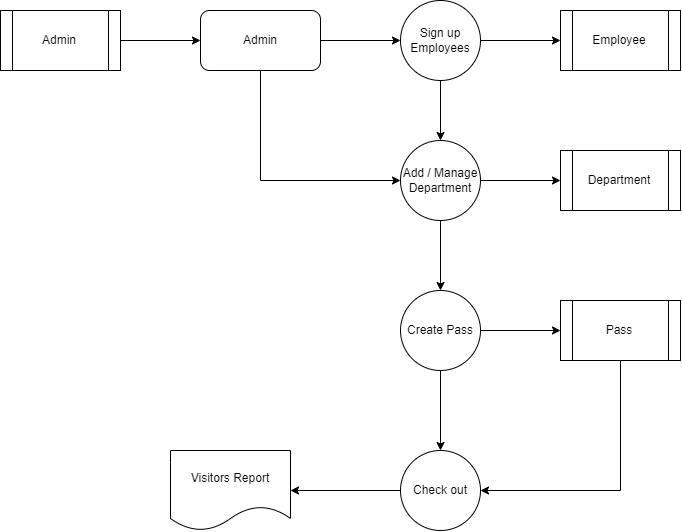 Admin
Admin
Sign up
Employees
Employee
Add / Manage
Department
Department
Create Pass
Pass
Visitors Report
Check out